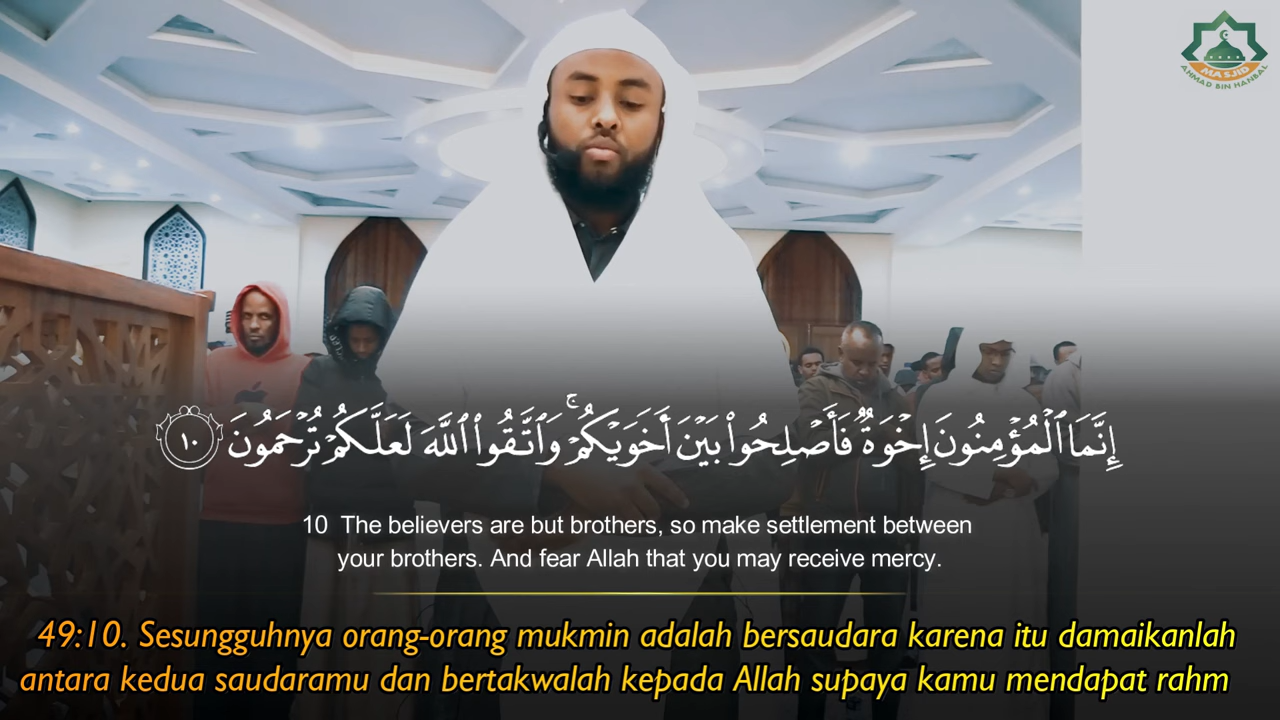 MASJID
AHMAD BIN HANBAL
إِنَّمَا ٱلْمُؤْمِنُونَ إِخْوَةٌ فَأَصْلِحُوا۟ بَيْنَ أَخَوَيْكُمْ ۚ وَٱتَّقُوا۟ ٱللَّهَ لَعَلَّكُمْ تُرْحَمُونَ ١٠
10 The believers are but brothers, so make settlement between
your brothers. And fear Allah that you may receive mercy.
49:10. Sesungguhnya orang-orang mukmin adalah bersaudara karena itu damaikanlah
antara kedua saudaramu dan bertakwalah kepada Allah supaya kamu mendapat rahm